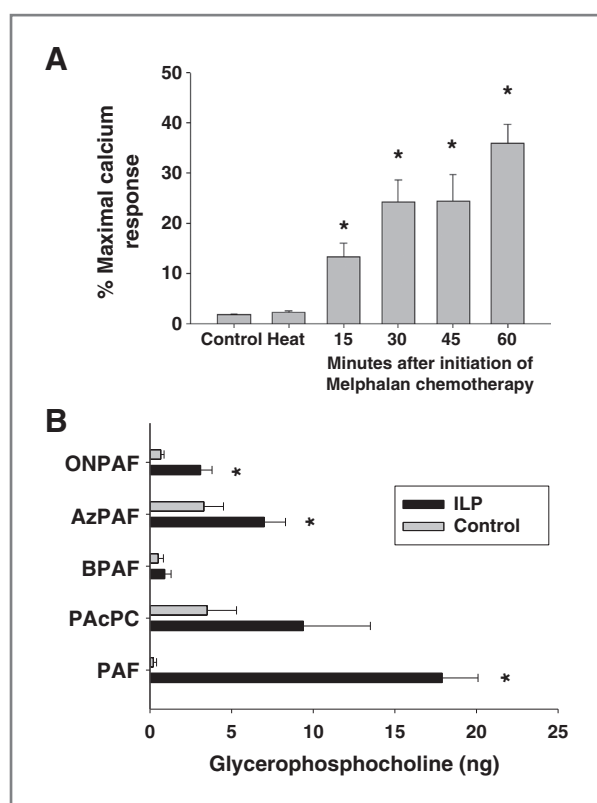 A
% Maximal calcium
response
50
40
30
20
10
0
*
*
*
*
Control Heat 15 30 45 60
Minutes after initiation of
Melphalan chemotherapy
B
ONPAF
*
AzPAF
*
BPAF
PAcPC
PAF
*
ILP
Control
0 5 10 15 20 25
Glycerophosphocholine (ng)